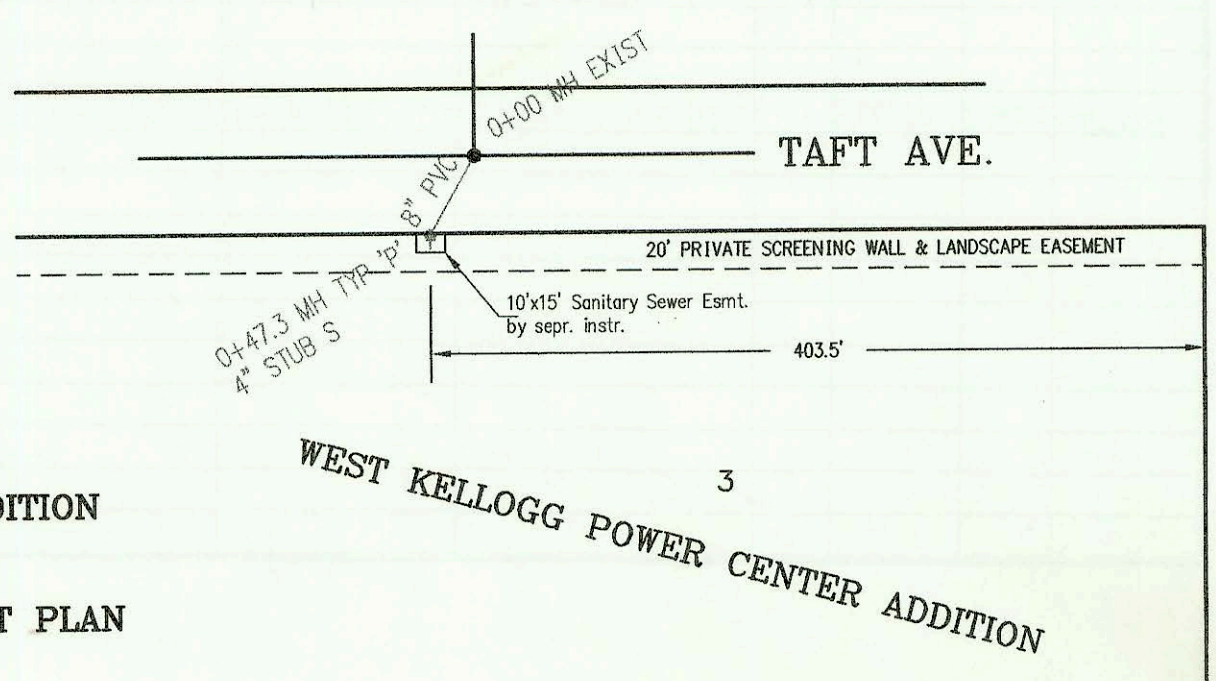 0+00 MH EXIST
TAFT AVE.
8" PVC
20' PRIVATE SCREENING WALL & LANDSCAPE EASEMENT
0+47.3 MH TYP 'P'
4" STUB S
10'x15' Sanitary Sewer Esmt.
by sepr. instr.
403.5'
3
WEST KELLOGG POWER CENTER ADDITION
DITION
T PLAN